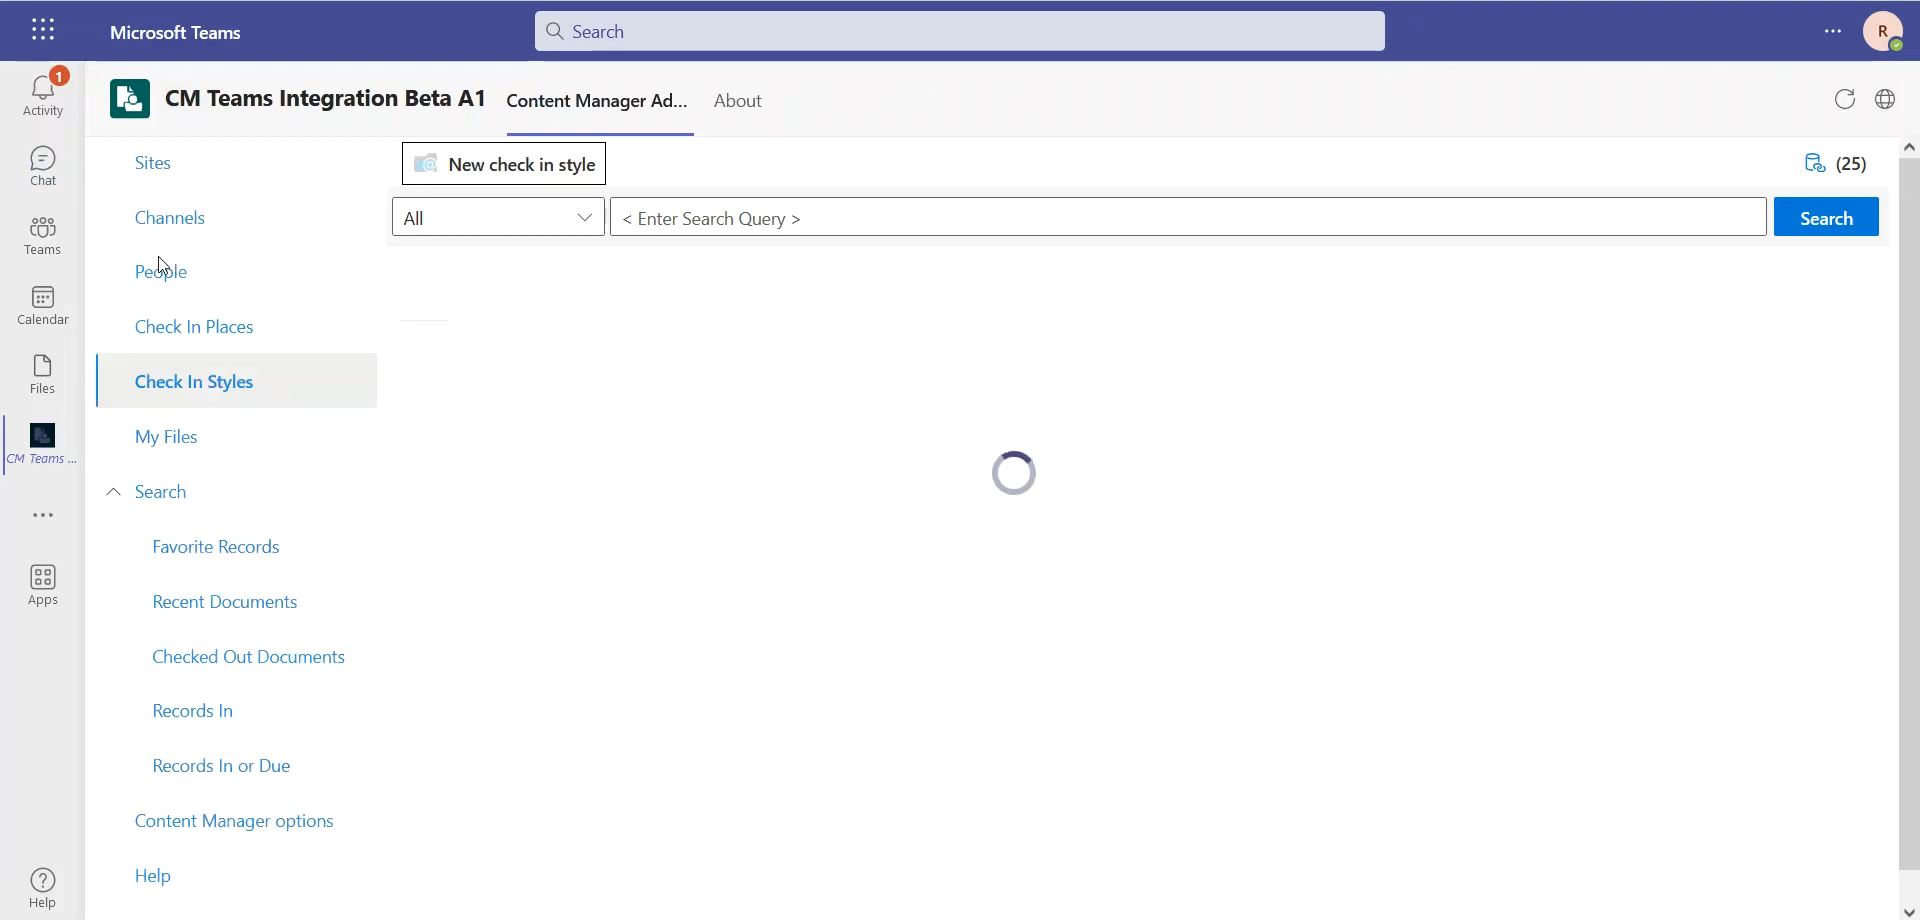 Microsoft Teams
Search
R
1
Activity
Chat
Teams
Calendar
Files
CM Teams ...
Apps
Help
CM Teams Integration Beta A1
Content Manager Ad...
About
Sites
Channels
People
Check In Places
Check In Styles
My Files
Search
Favorite Records
Recent Documents
Checked Out Documents
Records In
Records In or Due
Content Manager options
Help
New check in style
(25)
All
< Enter Search Query >
Search